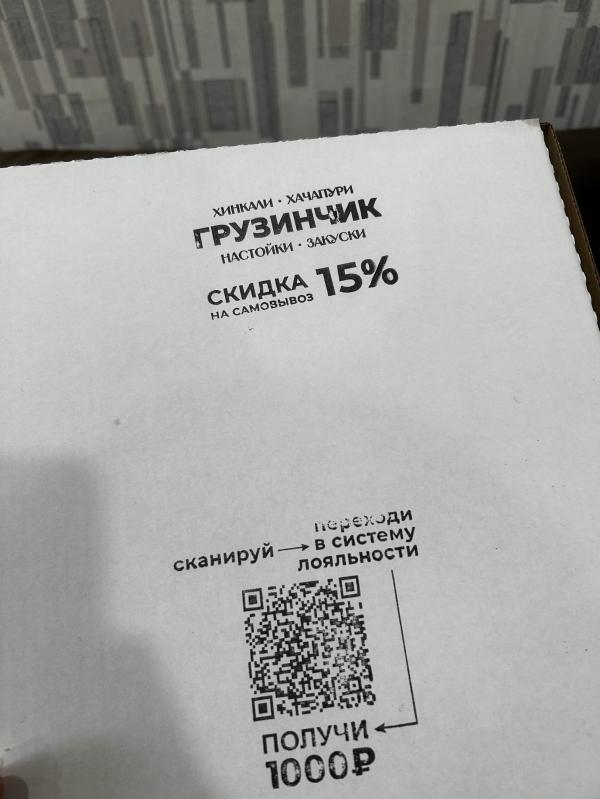 ХИНКАЛИ · ХАЧАПУРИ
ГРУЗИНЧИК
НАСТОЙКИ · ЗАКУСКИ
СКИДКА 15%
НА САМОВЫВОЗ
сканируй → переходи
в систему
лояльности
ПОЛУЧИ
1000₽